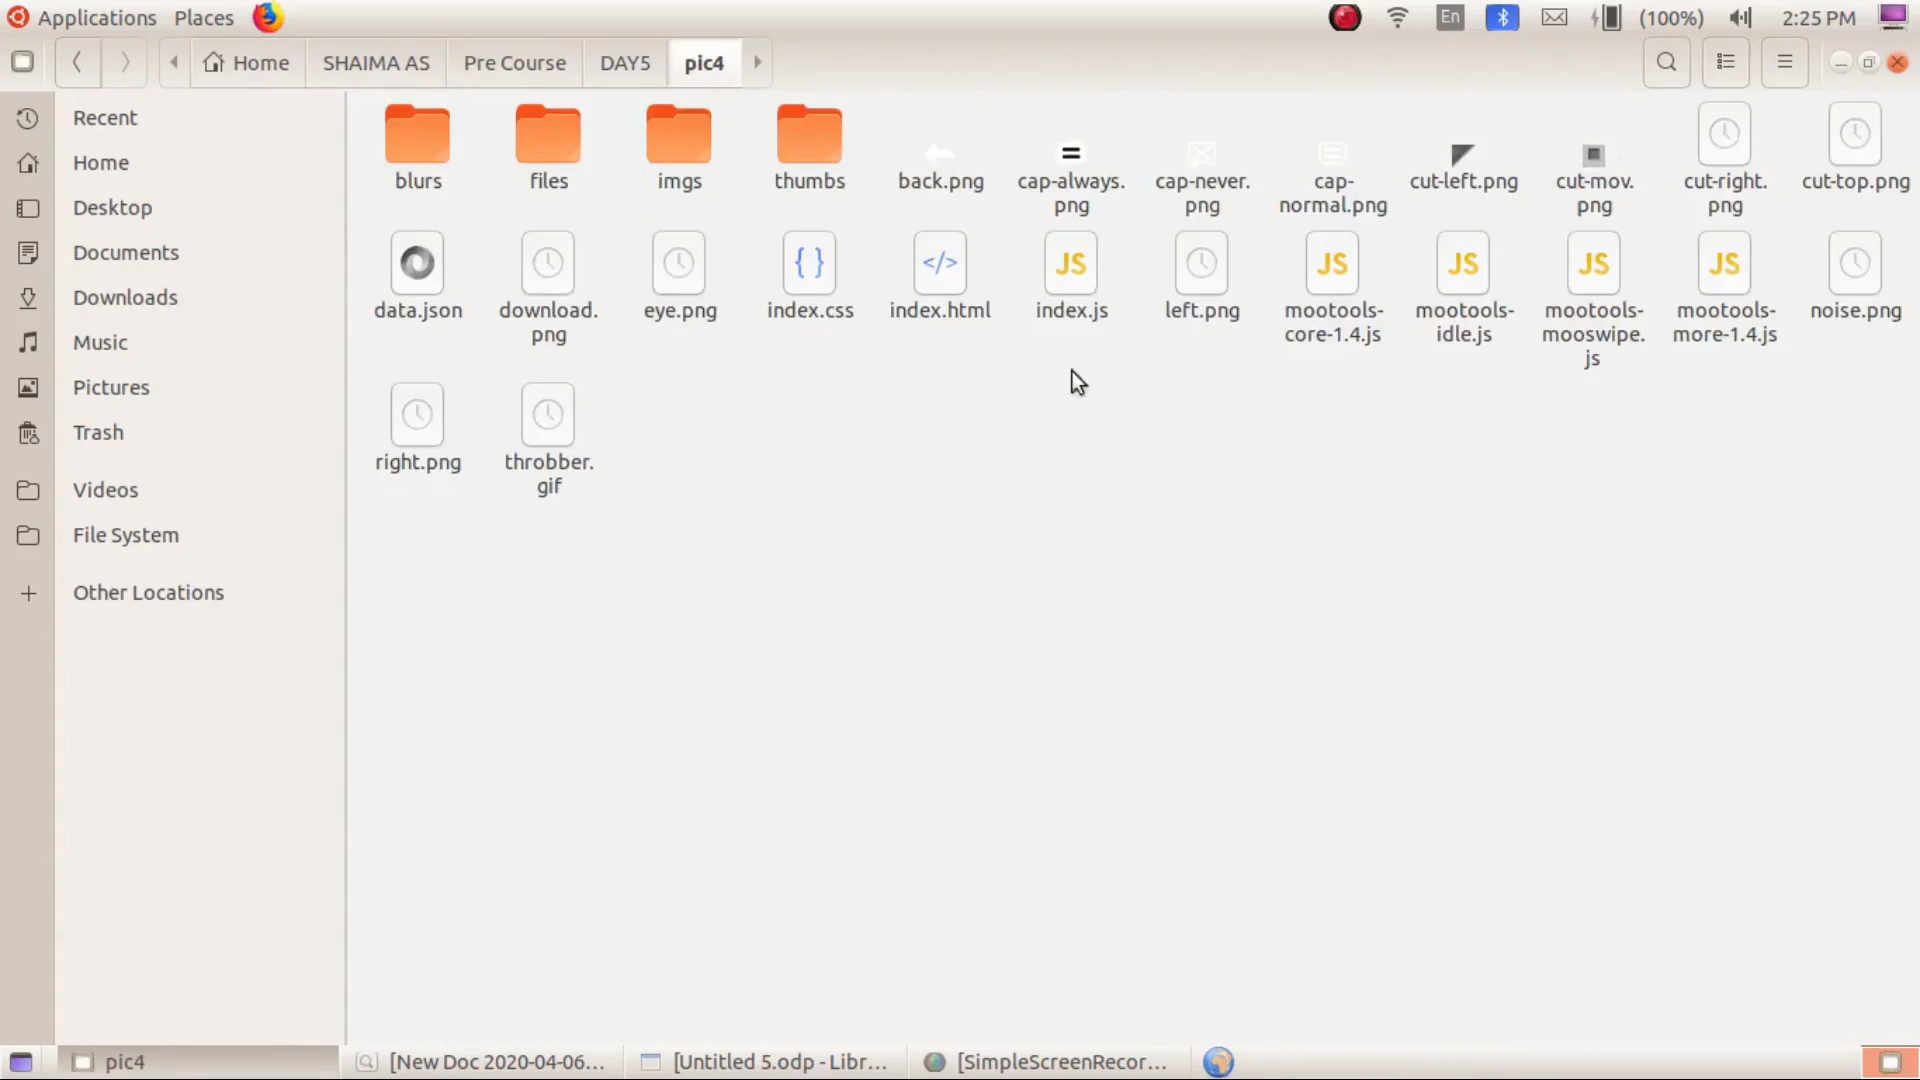 Applications Places En (100%) 2:25 PM
Home SHAIMA AS Pre Course DAY5 pic4
Recent
Home
Desktop
Documents
Downloads
Music
Pictures
Trash
Videos
File System
Other Locations
blurs files imgs thumbs back.png cap-always. cap-never. cap- cut-left.png cut-mov. cut-right. cut-top.png
png png normal.png png png
{ } </> JS JS JS JS JS
data.json download. eye.png index.css index.html index.js left.png mootools- mootools- mootools- mootools- noise.png
png core-1.4.js idle.js mooswipe. more-1.4.js
js
right.png throbber.
gif
pic4 [New Doc 2020-04-06... [Untitled 5.odp - Libr... [SimpleScreenRecor...